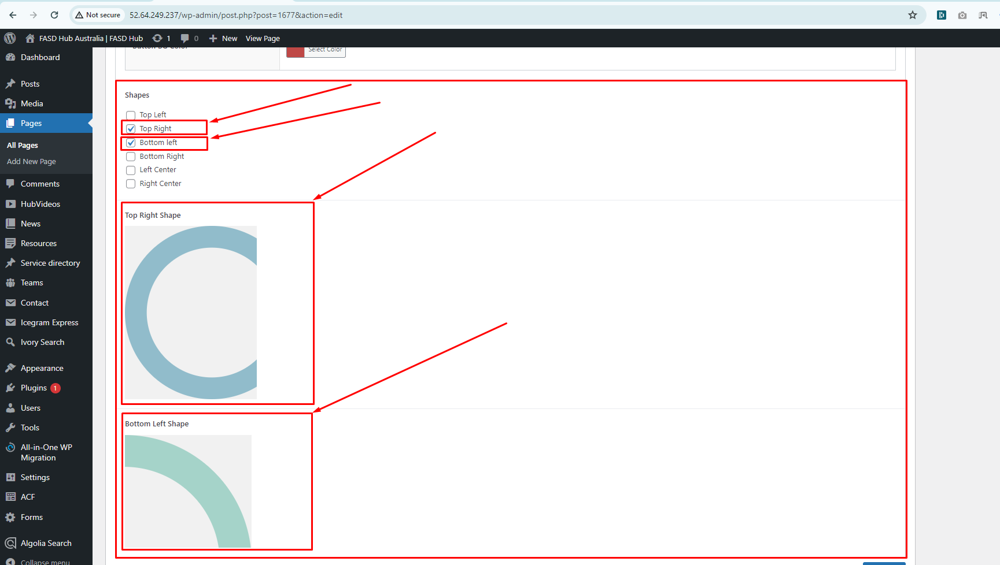 Not secure
52.64.249.237/wp-admin/post.php?post=1677&action=edit
FASD Hub Australia | FASD Hub
1
0
New
View Page
Dashboard
Posts
Media
Pages
All Pages
Add New Page
Comments
HubVideos
News
Resources
Service directory
Teams
Contact
Icegram Express
Ivory Search
Appearance
Plugins 1
Users
Tools
All-in-One WP
Migration
Settings
ACF
Forms
Algolia Search
Collapse menu
Button BG Color
Select Color
Shapes
Top Left
Top Right
Bottom left
Bottom Right
Left Center
Right Center
Top Right Shape
Bottom Left Shape